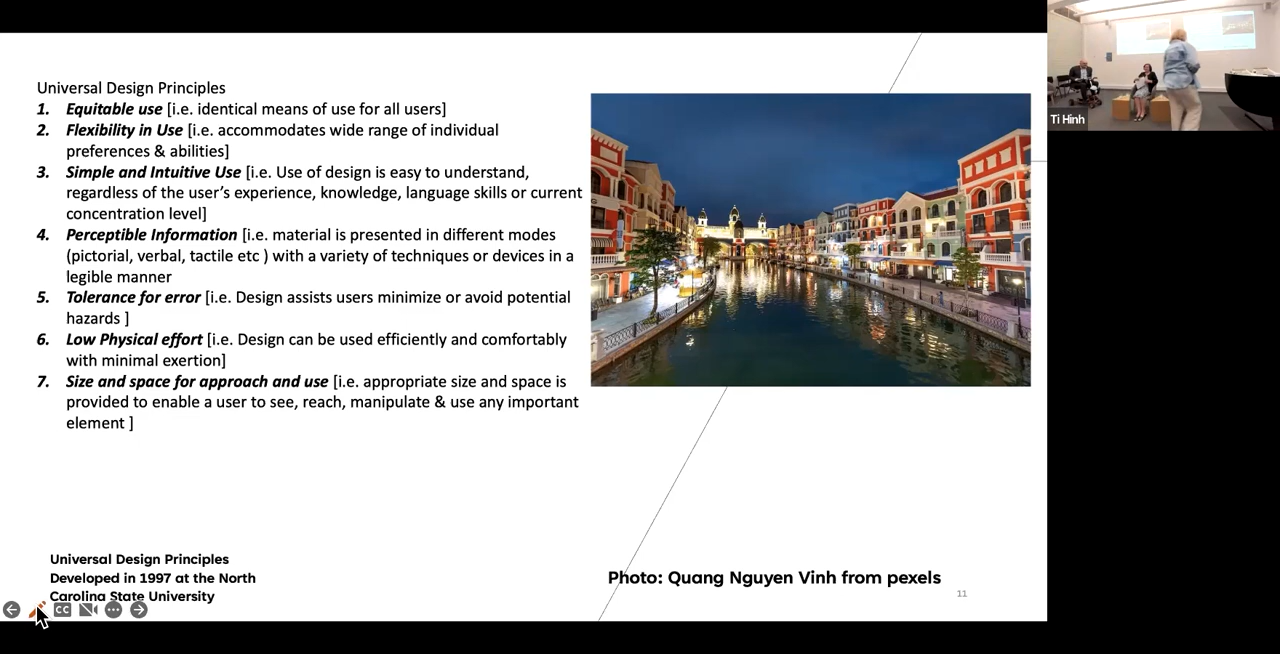 Universal Design Principles
1. Equitable use [i.e. identical means of use for all users]
2. Flexibility in Use [i.e. accommodates wide range of individual
preferences & abilities]
3. Simple and Intuitive Use [i.e. Use of design is easy to understand,
regardless of the user's experience, knowledge, language skills or current
concentration level]
4. Perceptible Information [i.e. material is presented in different modes
(pictorial, verbal, tactile etc ) with a variety of techniques or devices in a
legible manner
5. Tolerance for error [i.e. Design assists users minimize or avoid potential
hazards ]
6. Low Physical effort [i.e. Design can be used efficiently and comfortably
with minimal exertion]
7. Size and space for approach and use [i.e. appropriate size and space is
provided to enable a user to see, reach, manipulate & use any important
element ]
Universal Design Principles
Developed in 1997 at the North
Carolina State University
CC
Photo: Quang Nguyen Vinh from pexels
11
Ti Hinh